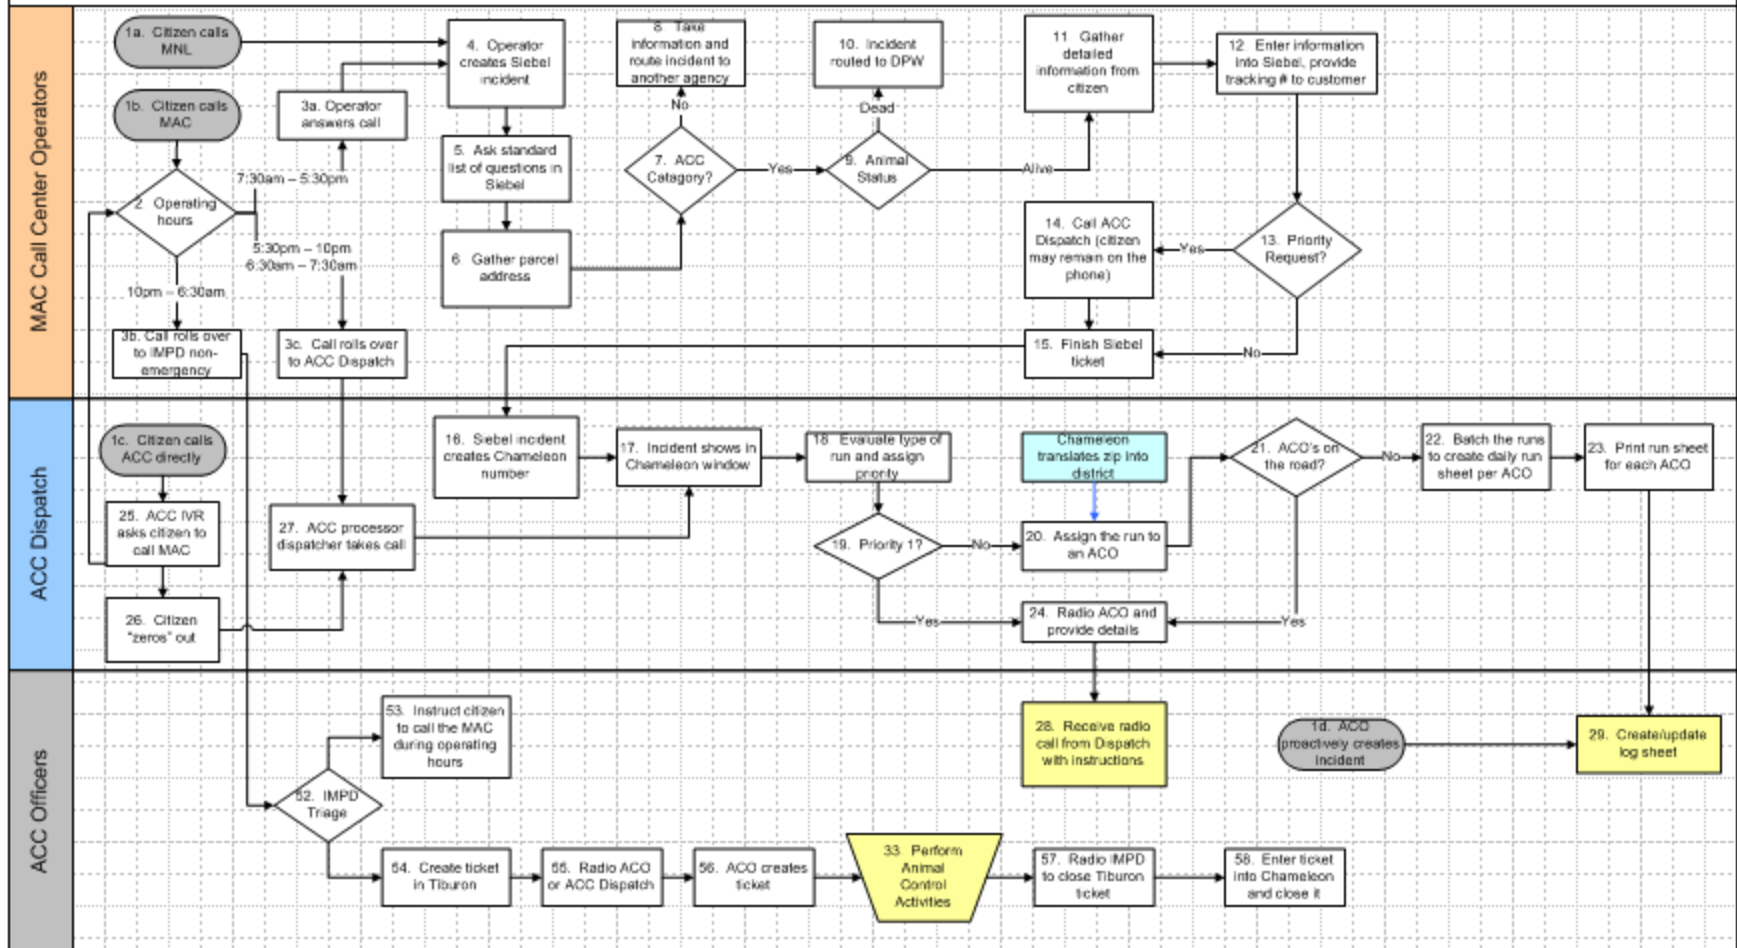 MAC Call Center Operators
1a. Citizen calls
MNL
1b. Citizen calls
MAC
2 Operating
hours
7:30am – 5:30pm
5:30pm – 10pm
6:30am – 7:30am
10pm – 6:30am
3a. Operator
answers call
3b. Call rolls over
to IMPD non-
emergency
3c. Call rolls over
to ACC Dispatch
4. Operator
creates Siebel
incident
5. Ask standard
list of questions in
Siebel
6 Gather parcel
address
7. ACC
Catagory?
No
Yes
8. Take
information and
route incident to
another agency
9. Animal
Status
Dead
Alive
10. Incident
routed to DPW
11. Gather
detailed
information from
citizen
12. Enter information
into Siebel, provide
tracking # to customer
13. Priority
Request?
Yes
No
14. Call ACC
Dispatch (citizen
may remain on the
phone)
15. Finish Siebel
ticket
ACC Dispatch
1c. Citizen calls
ACC directly
25. ACC IVR
asks citizen to
call MAC
26. Citizen
"zeros" out
27. ACC processor
dispatcher takes call
16. Siebel incident
creates Chameleon
number
17. Incident shows in
Chameleon window
18 Evaluate type of
run and assign
priority
19. Priority 1?
No
Yes
Chameleon
translates zip into
district
20. Assign the run to
an ACO
21. ACO's on
the road?
No
Yes
22. Batch the runs
to create daily run
sheet per ACO
23. Print run sheet
for each ACO
24. Radio ACO and
provide details
ACC Officers
52. IMPD
Triage
53. Instruct citizen
to call the MAC
during operating
hours
28. Receive radio
call from Dispatch
with instructions
1d. ACO
proactively creates
incident
29. Create/update
log sheet
54. Create ticket
in Tiburon
55. Radio ACO
or ACC Dispatch
56. ACO creates
ticket
33. Perform
Animal
Control
Activities
57. Radio IMPD
to close Tiburon
ticket
58. Enter ticket
into Chameleon
and close it